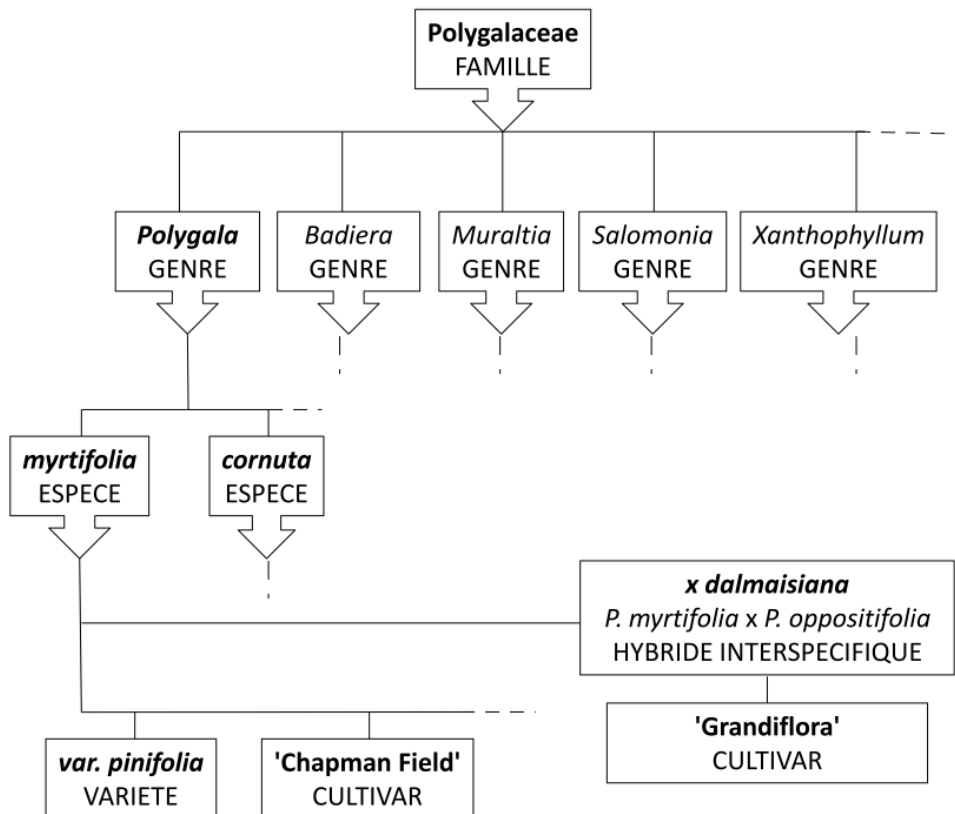 Polygalaceae
FAMILLE
Polygala
GENRE
Badiera
GENRE
Muraltia
GENRE
Salomonia
GENRE
Xanthophyllum
GENRE
myrtifolia
ESPECE
cornuta
ESPECE
x dalmaisiana
P. myrtifolia x P. oppositifolia
HYBRIDE INTERSPECIFIQUE
var. pinifolia
VARIETE
'Chapman Field'
CULTIVAR
'Grandiflora'
CULTIVAR